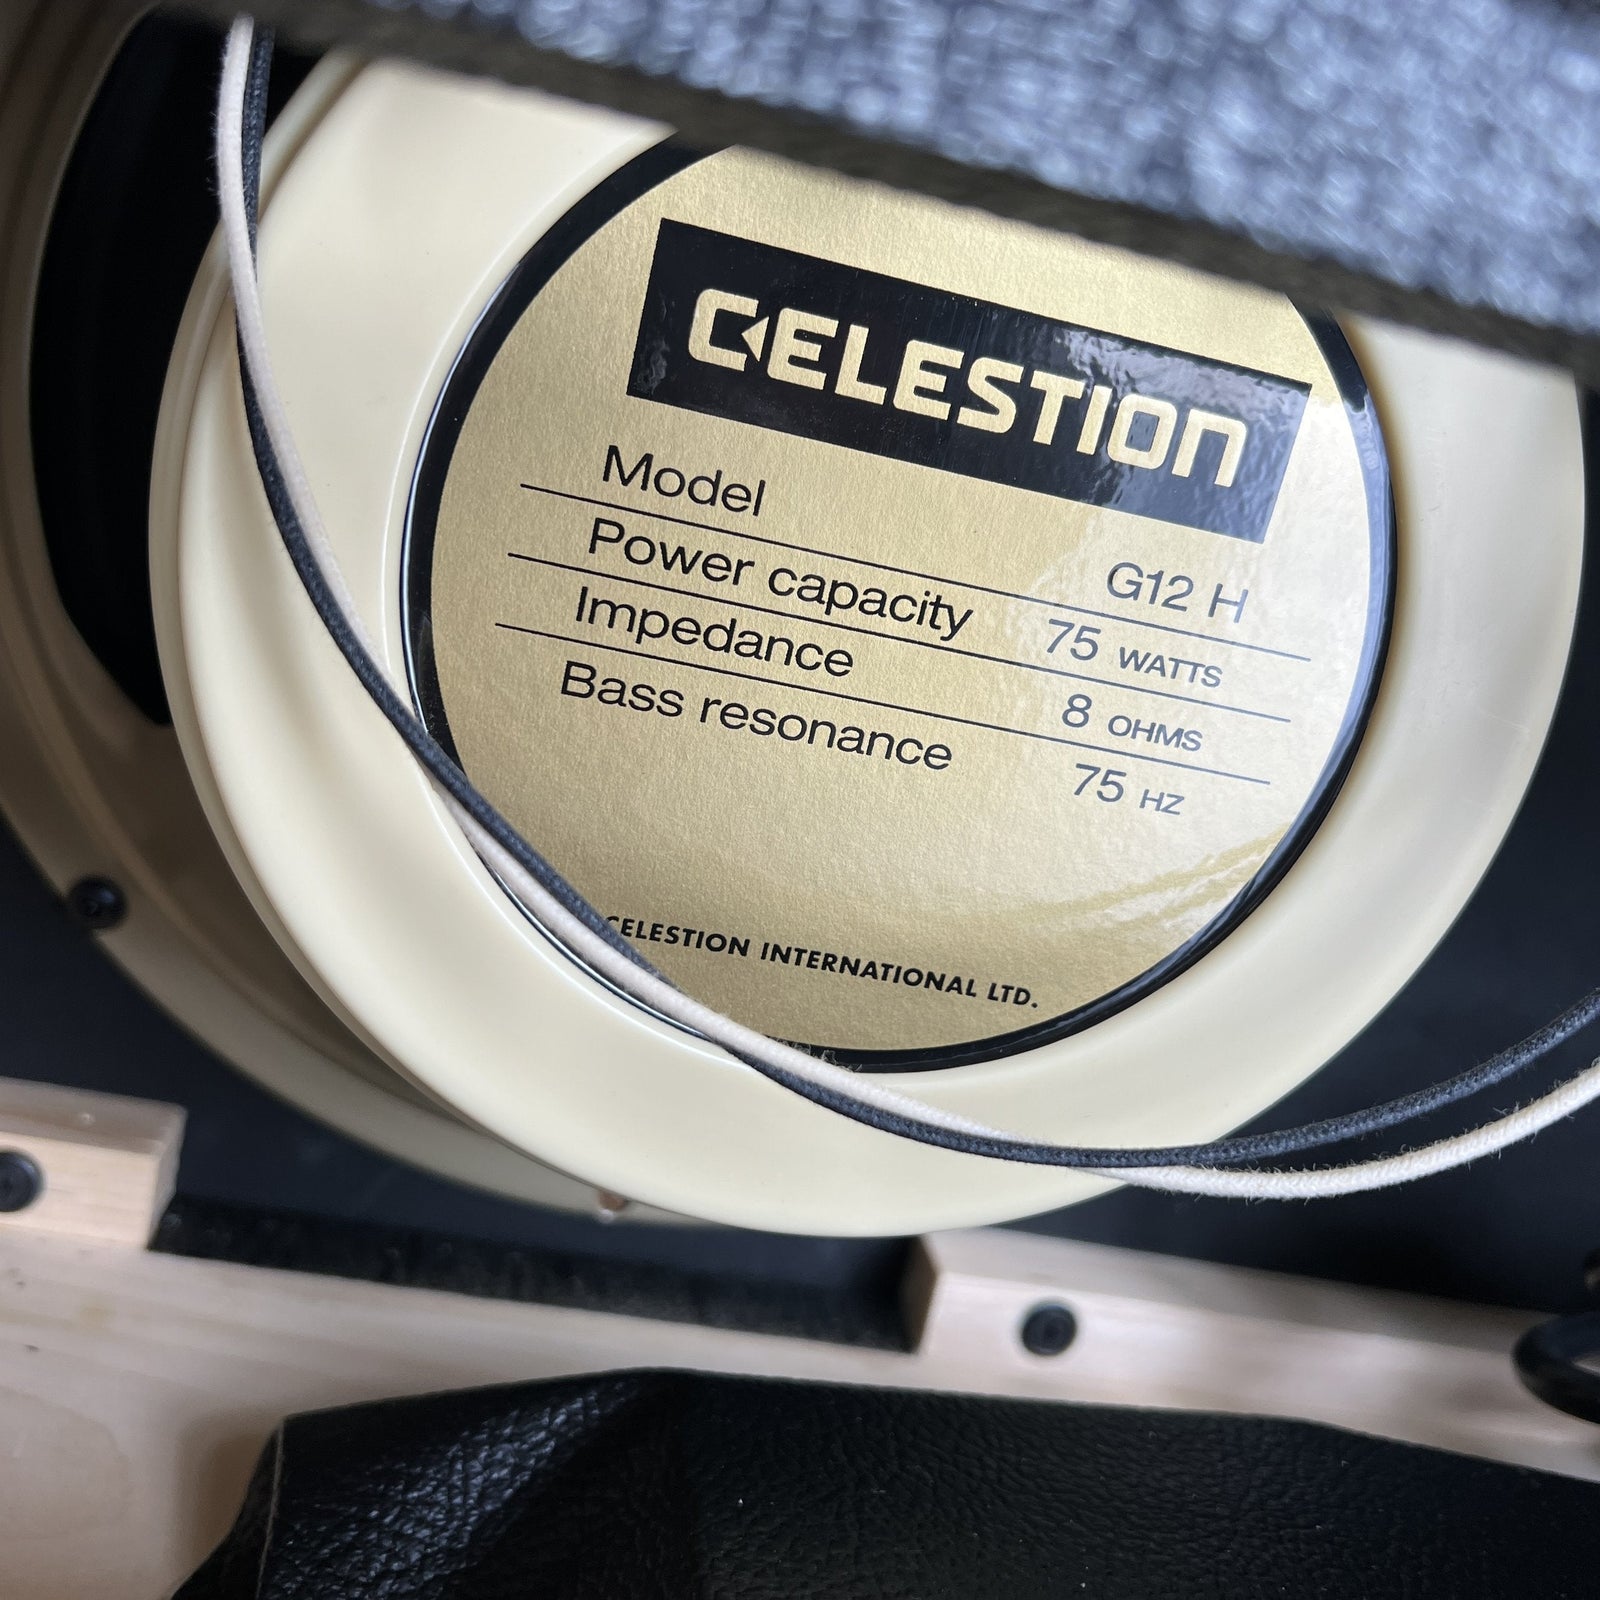 CELESTION
Model G12 H
Power capacity 75 WATTS
Impedance 8 OHMS
Bass resonance 75 HZ
CELESTION INTERNATIONAL LTD.